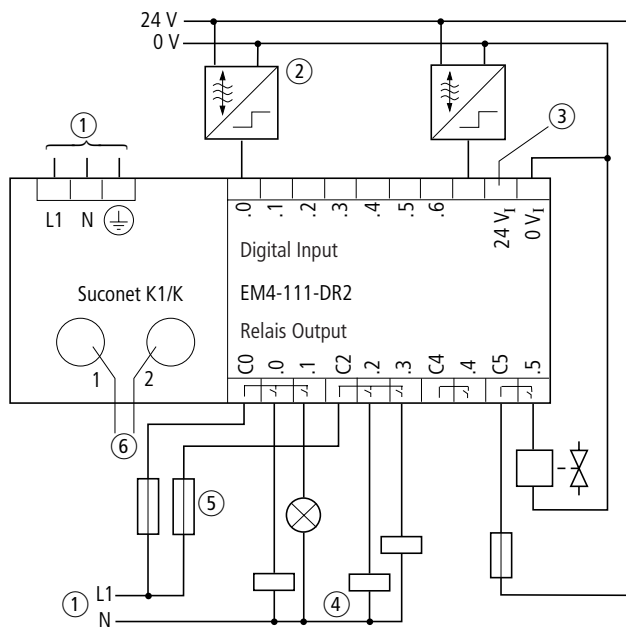 24 V
0 V
2
1
3
L1 N
.0 .1 .2 .3 .4 .5 .6 24 VI 0 VI
Digital Input
EM4-111-DR2
Suconet K1/K
Relais Output
1 2
C0 .0 .1 C2 .2 .3 C4 .4 C5 .5
6
5
1 L1
4
N